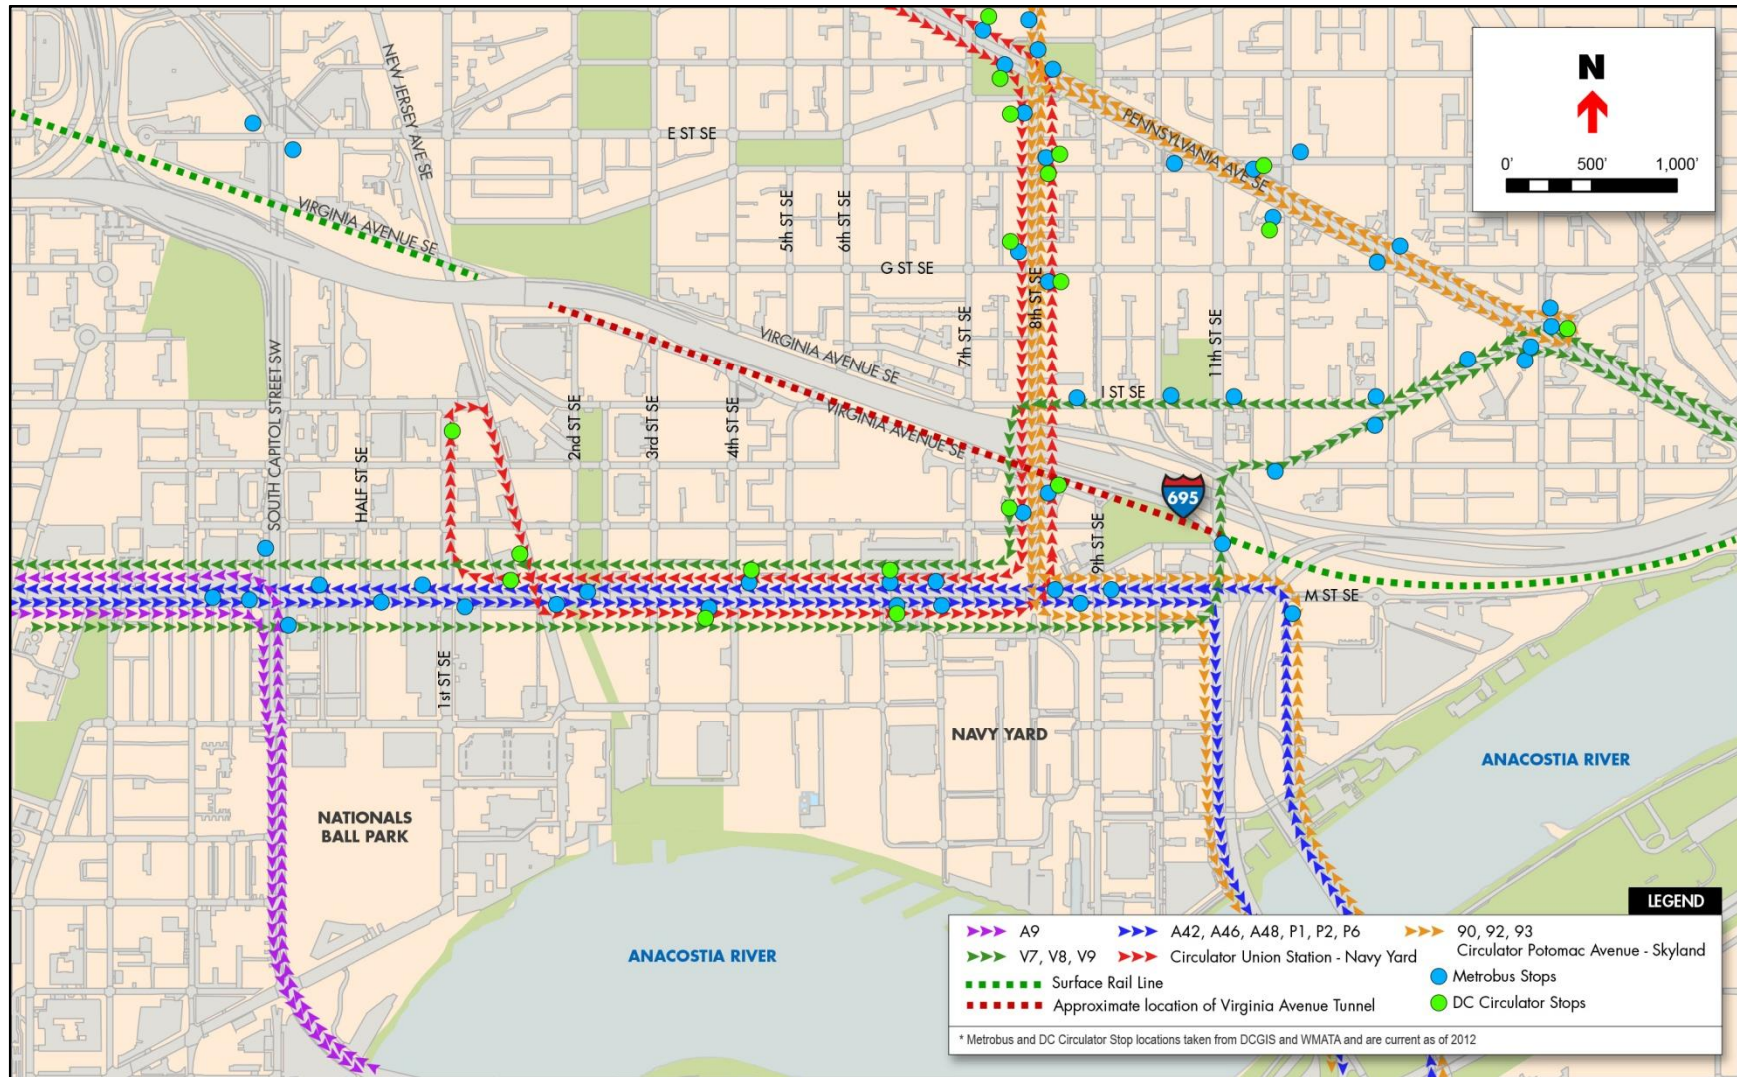 N
0' 500' 1,000'
NEW JERSEY AVE SE
E ST SE
PENNSYLVANIA AVE SE
VIRGINIA AVENUE SE
5th ST SE
6th ST SE
G ST SE
8th ST SE
7th ST SE
11th ST SE
VIRGINIA AVENUE SE
SOUTH CAPITOL STREET SW
I ST SE
2nd ST SE
3rd ST SE
4th ST SE
VIRGINIA AVENUE SE
HALF ST SE
695
9th ST SE
M ST SE
1st ST SE
NAVY YARD
ANACOSTIA RIVER
NATIONALS
BALL PARK
ANACOSTIA RIVER
LEGEND
A9
A42, A46, A48, P1, P2, P6
90, 92, 93
Circulator Potomac Avenue - Skyland
V7, V8, V9
Circulator Union Station - Navy Yard
Metrobus Stops
Surface Rail Line
DC Circulator Stops
Approximate location of Virginia Avenue Tunnel
* Metrobus and DC Circulator Stop locations taken from DCGIS and WMATA and are current as of 2012